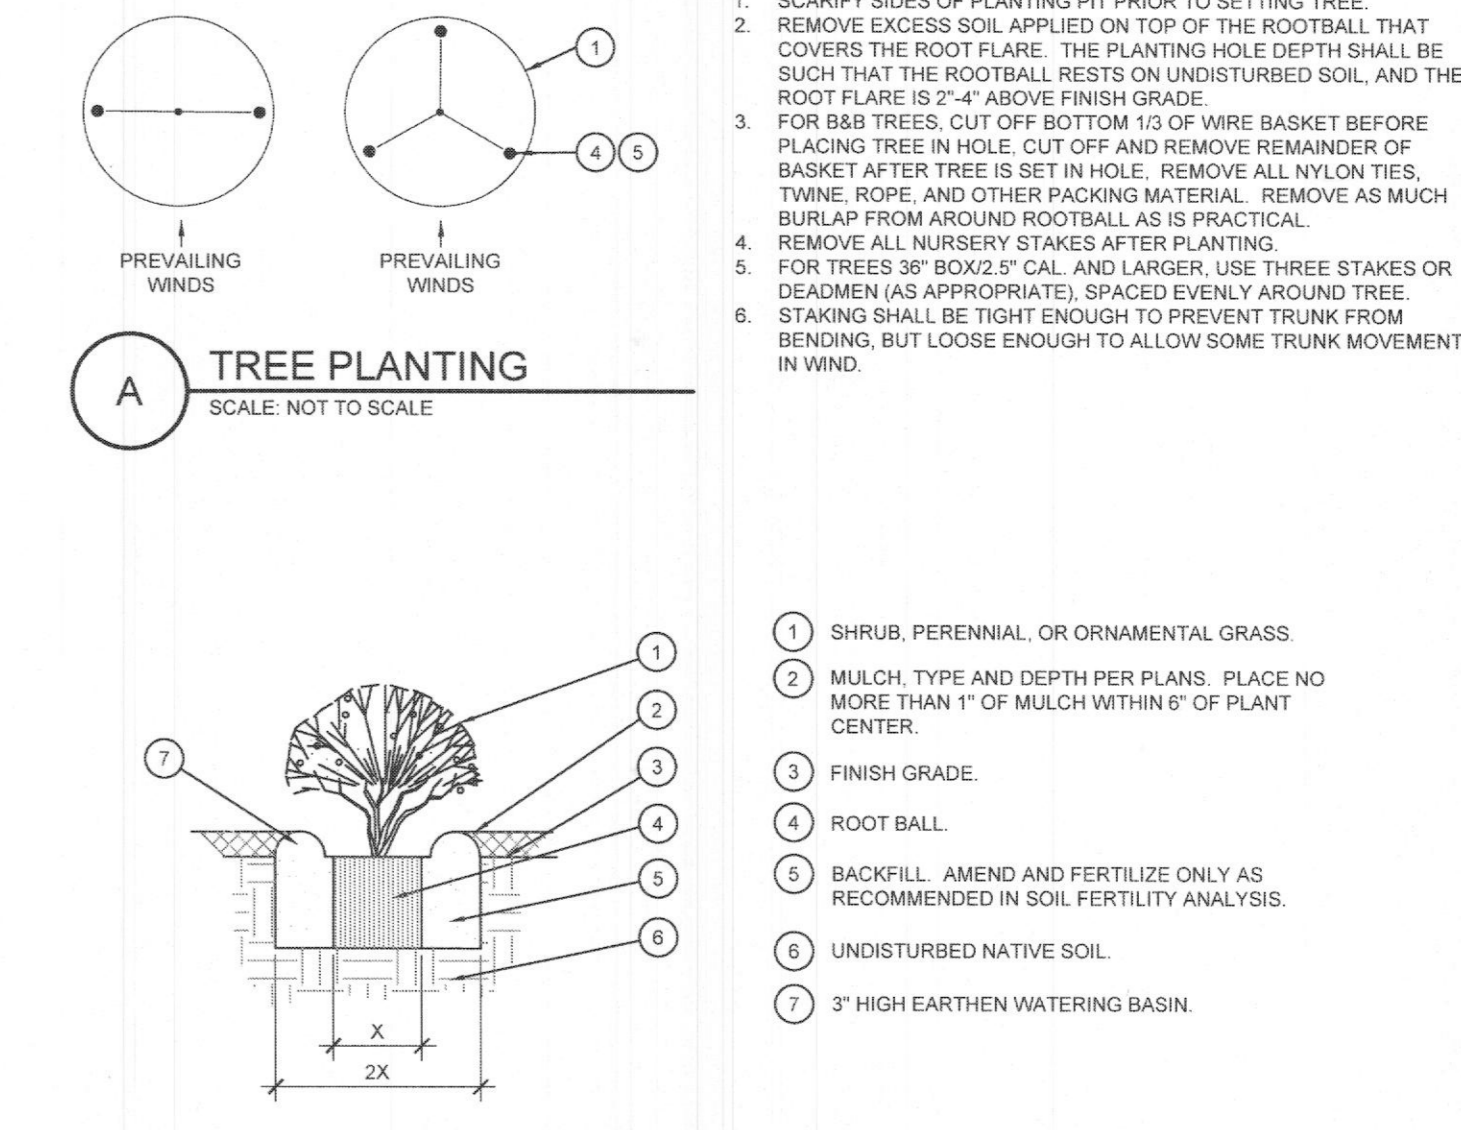 1. SCARIFY SIDES OF PLANTING PIT PRIOR TO SETTING TREE.
2. REMOVE EXCESS SOIL APPLIED ON TOP OF THE ROOTBALL THAT
COVERS THE ROOT FLARE. THE PLANTING HOLE DEPTH SHALL BE
SUCH THAT THE ROOTBALL RESTS ON UNDISTURBED SOIL, AND THE
ROOT FLARE IS 2"-4" ABOVE FINISH GRADE.
3. FOR B&B TREES, CUT OFF BOTTOM 1/3 OF WIRE BASKET BEFORE
PLACING TREE IN HOLE, CUT OFF AND REMOVE REMAINDER OF
BASKET AFTER TREE IS SET IN HOLE, REMOVE ALL NYLON TIES,
TWINE, ROPE, AND OTHER PACKING MATERIAL. REMOVE AS MUCH
BURLAP FROM AROUND ROOTBALL AS IS PRACTICAL.
4. REMOVE ALL NURSERY STAKES AFTER PLANTING.
5. FOR TREES 36" BOX/2.5" CAL. AND LARGER, USE THREE STAKES OR
DEADMEN (AS APPROPRIATE), SPACED EVENLY AROUND TREE.
6. STAKING SHALL BE TIGHT ENOUGH TO PREVENT TRUNK FROM
BENDING, BUT LOOSE ENOUGH TO ALLOW SOME TRUNK MOVEMENT
IN WIND.
1
4 5
PREVAILING
WINDS
PREVAILING
WINDS
A
TREE PLANTING
SCALE: NOT TO SCALE
1
2
3
4
5
6
7
X
2X
1 SHRUB, PERENNIAL, OR ORNAMENTAL GRASS.
2 MULCH, TYPE AND DEPTH PER PLANS. PLACE NO
MORE THAN 1" OF MULCH WITHIN 6" OF PLANT
CENTER.
3 FINISH GRADE.
4 ROOT BALL.
5 BACKFILL. AMEND AND FERTILIZE ONLY AS
RECOMMENDED IN SOIL FERTILITY ANALYSIS.
6 UNDISTURBED NATIVE SOIL.
7 3" HIGH EARTHEN WATERING BASIN.